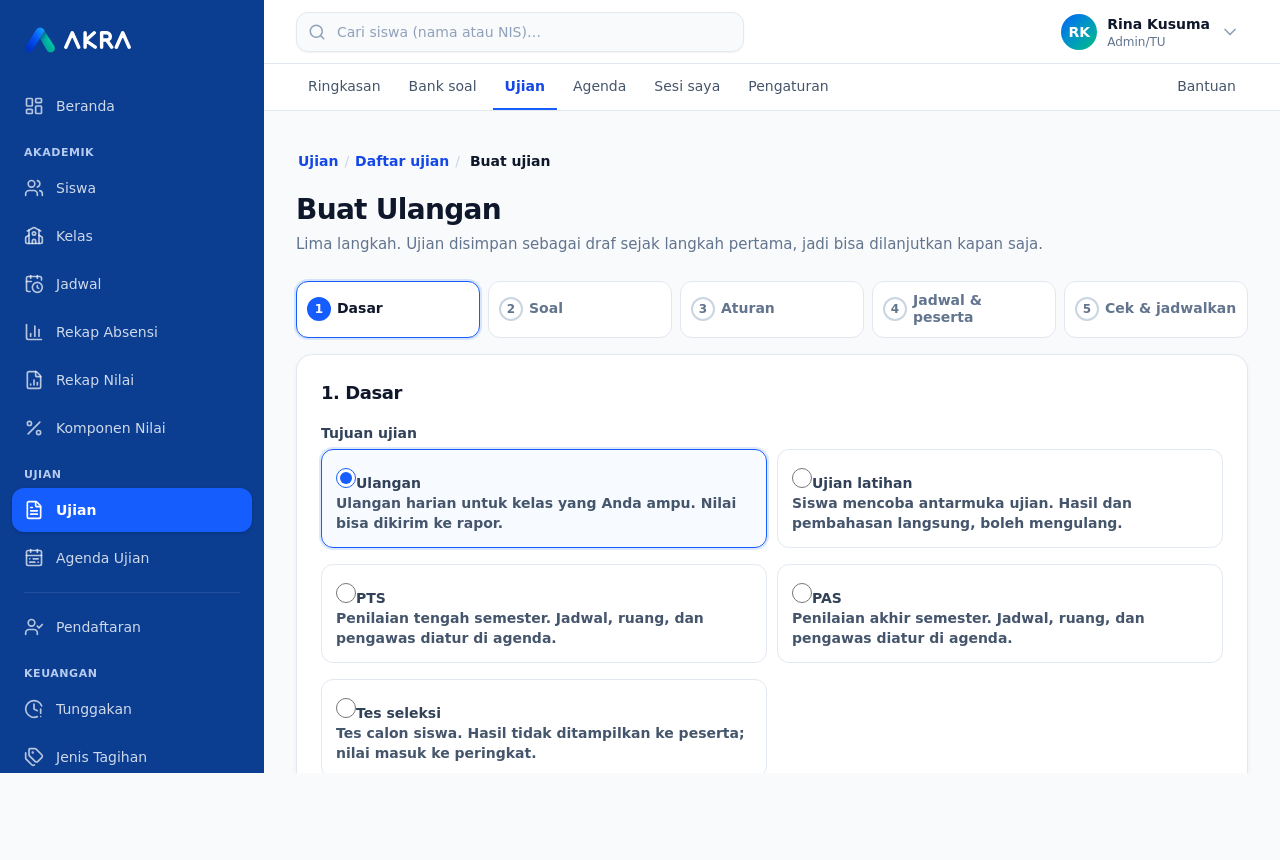 AKRA
Cari siswa (nama atau NIS)...
RK
Rina Kusuma
Admin/TU
Ringkasan
Bank soal
Ujian
Agenda
Sesi saya
Pengaturan
Bantuan
Beranda
AKADEMIK
Siswa
Kelas
Jadwal
Rekap Absensi
Rekap Nilai
Komponen Nilai
UJIAN
Ujian
Agenda Ujian
Pendaftaran
KEUANGAN
Tunggakan
Jenis Tagihan
Ujian / Daftar ujian / Buat ujian
Buat Ulangan
Lima langkah. Ujian disimpan sebagai draf sejak langkah pertama, jadi bisa dilanjutkan kapan saja.
1 Dasar
2 Soal
3 Aturan
4 Jadwal &
peserta
5 Cek & jadwalkan
1. Dasar
Tujuan ujian
Ulangan
Ulangan harian untuk kelas yang Anda ampu. Nilai
bisa dikirim ke rapor.
Ujian latihan
Siswa mencoba antarmuka ujian. Hasil dan
pembahasan langsung, boleh mengulang.
PTS
Penilaian tengah semester. Jadwal, ruang, dan
pengawas diatur di agenda.
PAS
Penilaian akhir semester. Jadwal, ruang, dan
pengawas diatur di agenda.
Tes seleksi
Tes calon siswa. Hasil tidak ditampilkan ke peserta;
nilai masuk ke peringkat.